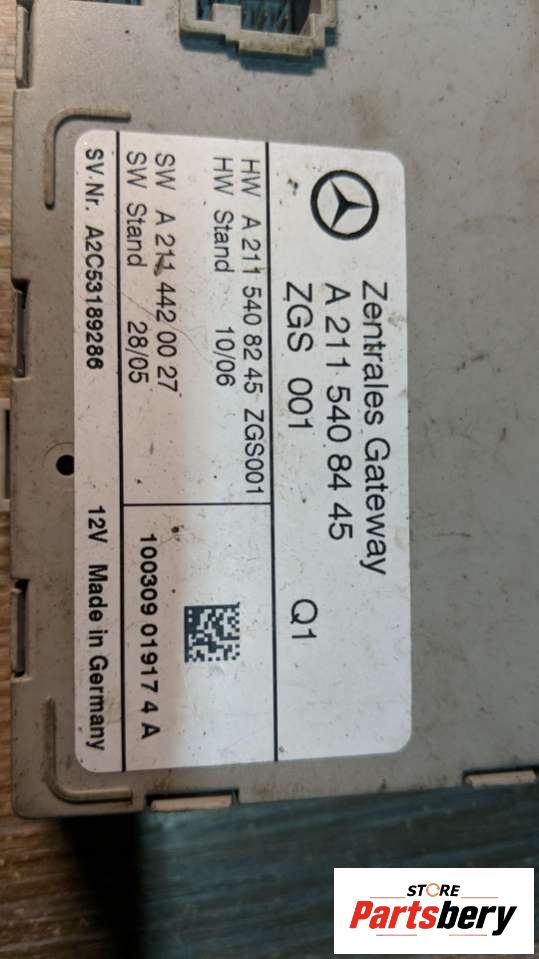 Zentrales Gateway
A 211 540 84 45
ZGS 001 Q1
HW A 211 540 82 45 ZGS001
HW Stand 10/06
SW A 211 442 00 27
SW Stand 28/05
100309 019174 A
SV.Nr. A2C53189286 12V Made in Germany
STORE
Partsbery